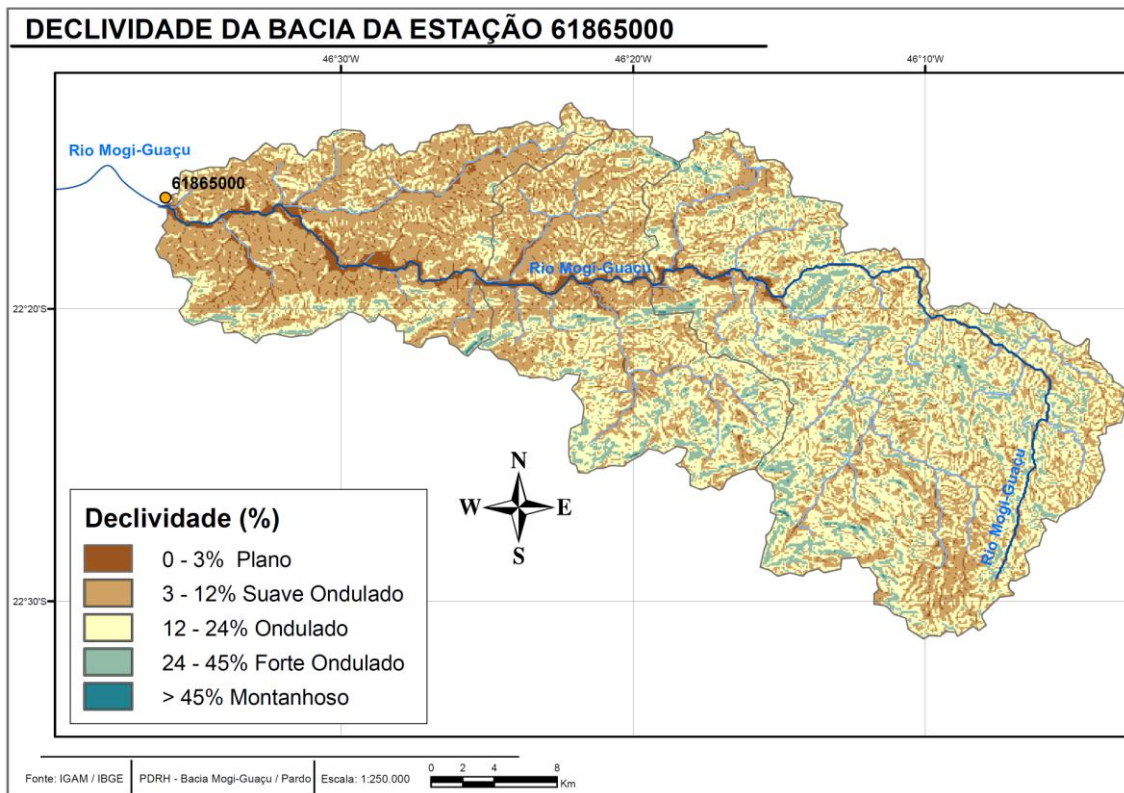 DECLIVIDADE DA BACIA DA ESTAÇÃO 61865000
46°30'W
46°20'W
46°10'W
Rio Mogi-Guaçu
61865000
Rio Mogi-Guaçu
22°20'S
Rio Mogi-Guaçu
N
W
E
S
Declividade (%)
0 - 3% Plano
3 - 12% Suave Ondulado
12 - 24% Ondulado
24 - 45% Forte Ondulado
> 45% Montanhoso
22°30'S
Fonte: IGAM / IBGE
PDRH - Bacia Mogi-Guaçu / Pardo
Escala: 1:250.000
0 2 4 8
Km